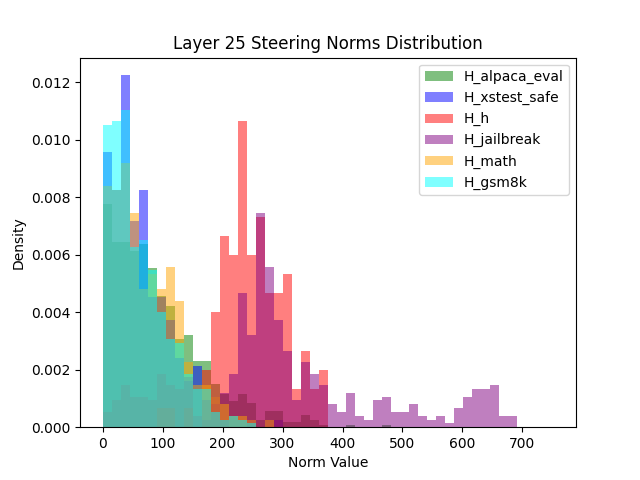 Layer 25 Steering Norms Distribution
H_alpaca_eval
H_xstest_safe
H_h
H_jailbreak
H_math
H_gsm8k
0.012
0.010
0.008
0.006
0.004
0.002
0.000
Density
0 100 200 300 400 500 600 700
Norm Value